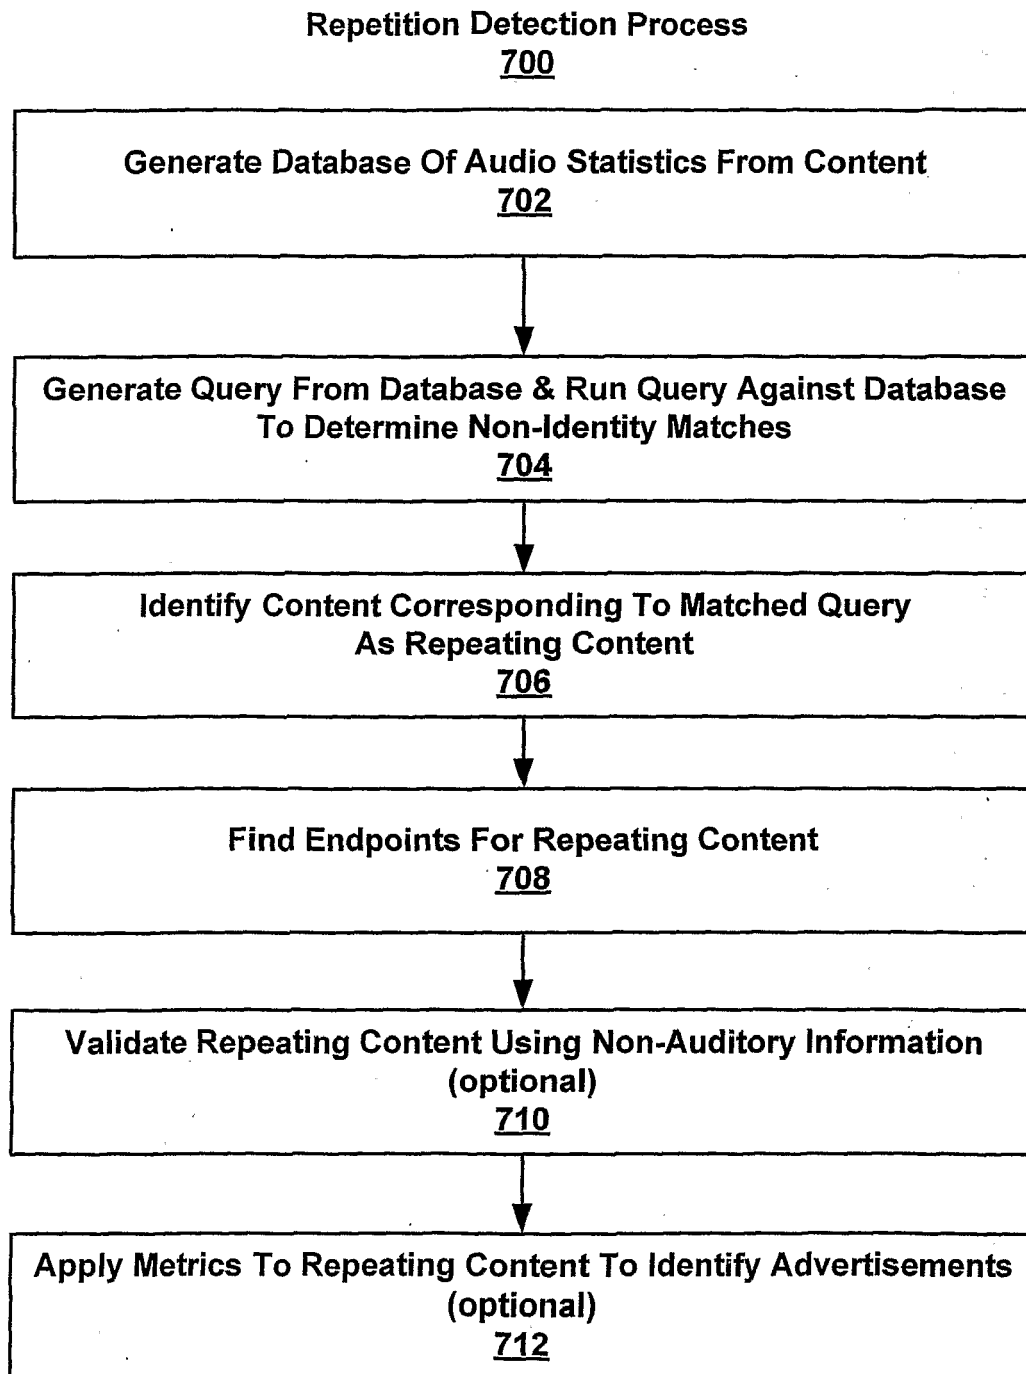 Repetition Detection Process
700
Generate Database Of Audio Statistics From Content
702
Generate Query From Database & Run Query Against Database
To Determine Non-Identity Matches
704
Identify Content Corresponding To Matched Query
As Repeating Content
706
Find Endpoints For Repeating Content
708
Validate Repeating Content Using Non-Auditory Information
(optional)
710
Apply Metrics To Repeating Content To Identify Advertisements
(optional)
712